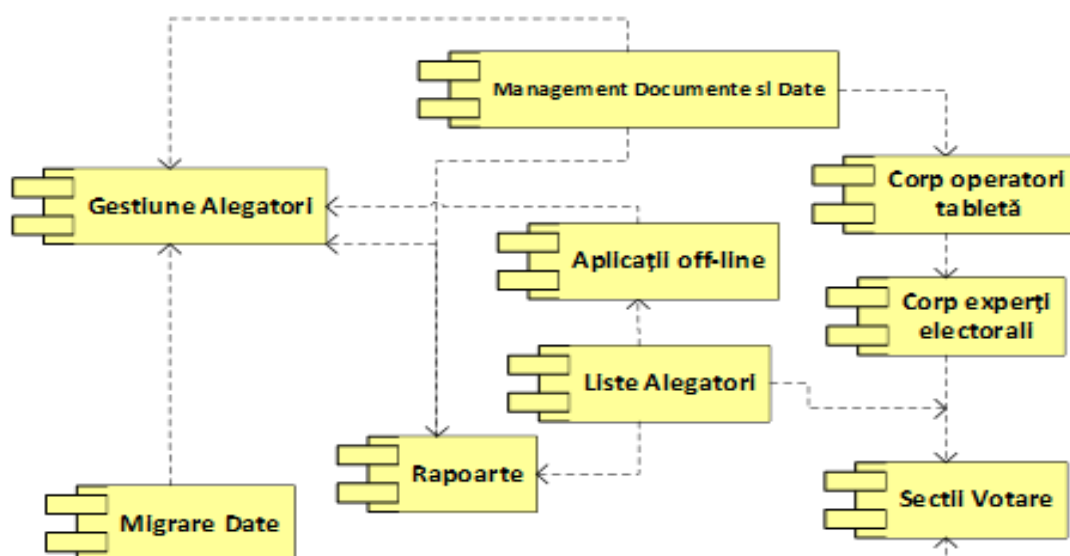 Management Documente sI Date
Gestiune Alegatori
Corp operatori
tabletă
Aplicații off-line
Corp experți
electorali
Liste Alegatori
Rapoarte
Sectii Votare
Migrare Date